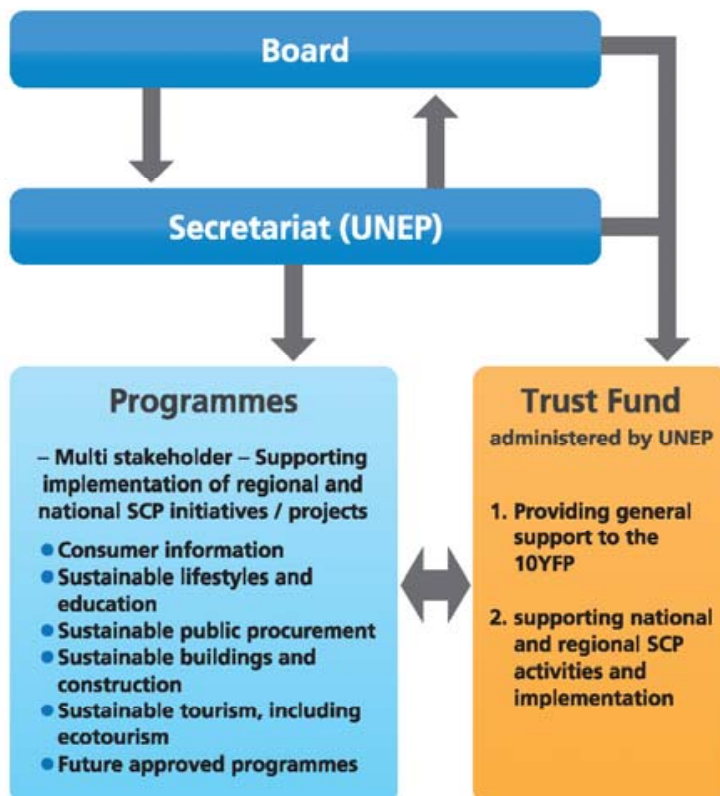 Board
Secretariat (UNEP)
Programmes
– Multi stakeholder – Supporting
implementation of regional and
national SCP initiatives / projects
● Consumer information
● Sustainable lifestyles and
education
● Sustainable public procurement
● Sustainable buildings and
construction
● Sustainable tourism, including
ecotourism
● Future approved programmes
Trust Fund
administered by UNEP
1. Providing general
support to the
10YFP
2. supporting national
and regional SCP
activities and
implementation